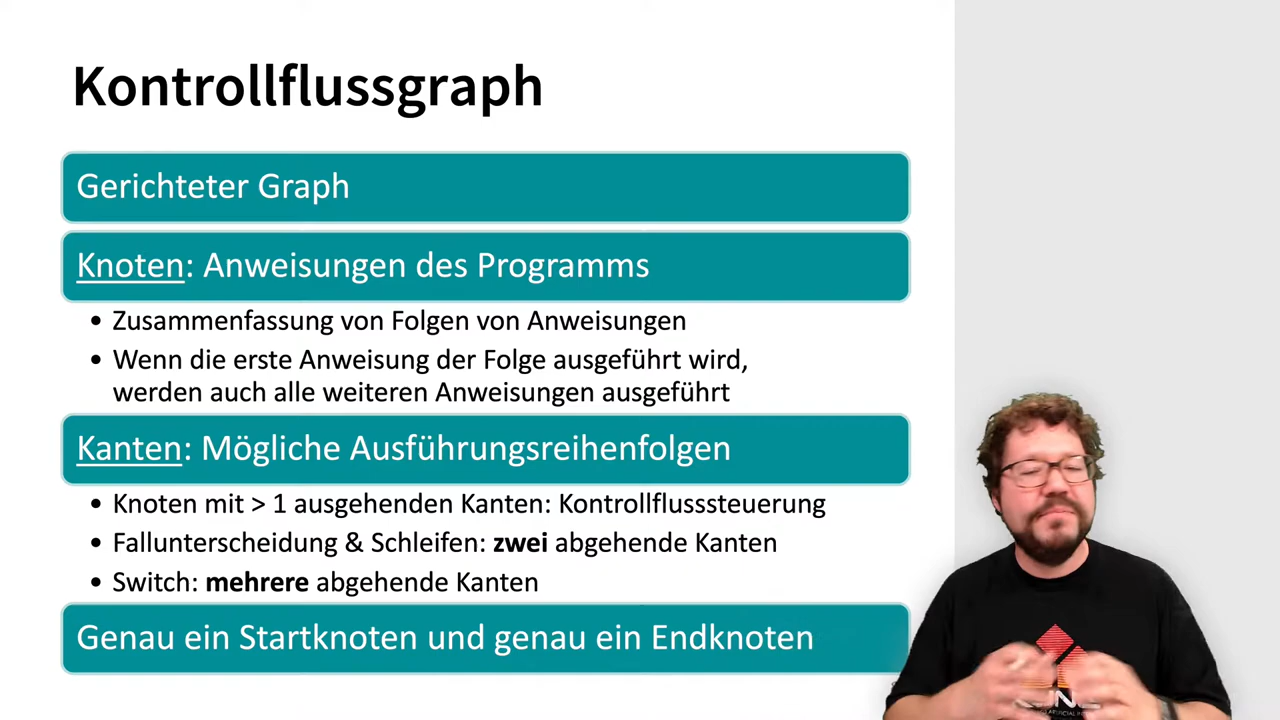 Kontrollflussgraph
Gerichteter Graph
Knoten: Anweisungen des Programms
• Zusammenfassung von Folgen von Anweisungen
• Wenn die erste Anweisung der Folge ausgeführt wird,
werden auch alle weiteren Anweisungen ausgeführt
Kanten: Mögliche Ausführungsreihenfolgen
• Knoten mit > 1 ausgehenden Kanten: Kontrollflusssteuerung
• Fallunterscheidung & Schleifen: zwei abgehende Kanten
• Switch: mehrere abgehende Kanten
Genau ein Startknoten und genau ein Endknoten